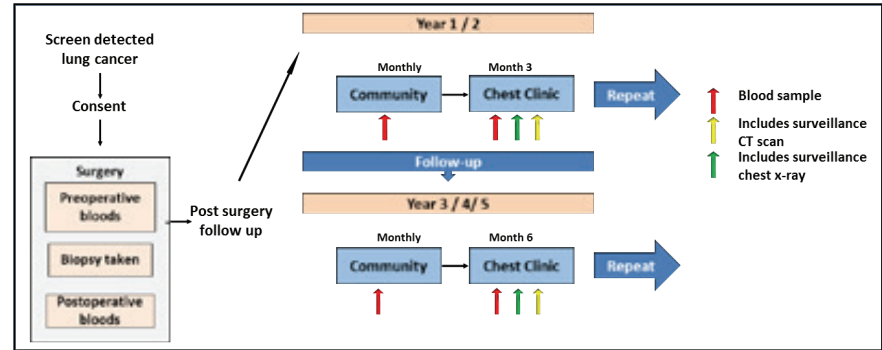 Screen detected
lung cancer
Consent
Surgery
Preoperative
bloods
Biopsy taken
Postoperative
bloods
Post surgery
follow up
Year 1 / 2
Monthly
Community
Month 3
Chest Clinic
Repeat
Follow-up
Year 3 / 4/ 5
Monthly
Community
Month 6
Chest Clinic
Repeat
Blood sample
Includes surveillance
CT scan
Includes surveillance
chest x-ray